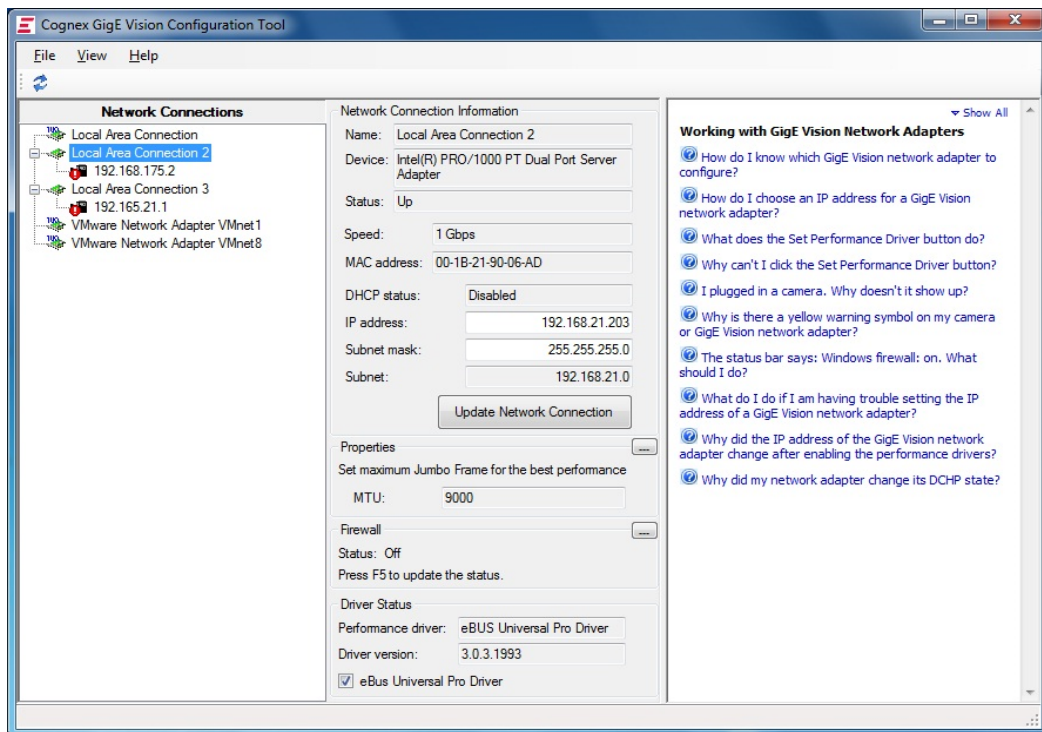 Cognex GigE Vision Configuration Tool
File View Help
Network Connections
Local Area Connection
Local Area Connection 2
192.168.175.2
Local Area Connection 3
192.165.21.1
VMware Network Adapter VMnet1
VMware Network Adapter VMnet8
Network Connection Information
Name: Local Area Connection 2
Device: Intel(R) PRO/1000 PT Dual Port Server
Adapter
Status: Up
Speed: 1 Gbps
MAC address: 00-1B-21-90-06-AD
DHCP status: Disabled
IP address: 192.168.21.203
Subnet mask: 255.255.255.0
Subnet: 192.168.21.0
Update Network Connection
Properties ...
Set maximum Jumbo Frame for the best performance
MTU: 9000
Firewall ...
Status: Off
Press F5 to update the status.
Driver Status
Performance driver: eBUS Universal Pro Driver
Driver version: 3.0.3.1993
eBus Universal Pro Driver
Show All
Working with GigE Vision Network Adapters
How do I know which GigE Vision network adapter to
configure?
How do I choose an IP address for a GigE Vision
network adapter?
What does the Set Performance Driver button do?
Why can't I click the Set Performance Driver button?
I plugged in a camera. Why doesn't it show up?
Why is there a yellow warning symbol on my camera
or GigE Vision network adapter?
The status bar says: Windows firewall: on. What
should I do?
What do I do if I am having trouble setting the IP
address of a GigE Vision network adapter?
Why did the IP address of the GigE Vision network
adapter change after enabling the performance drivers?
Why did my network adapter change its DCHP state?